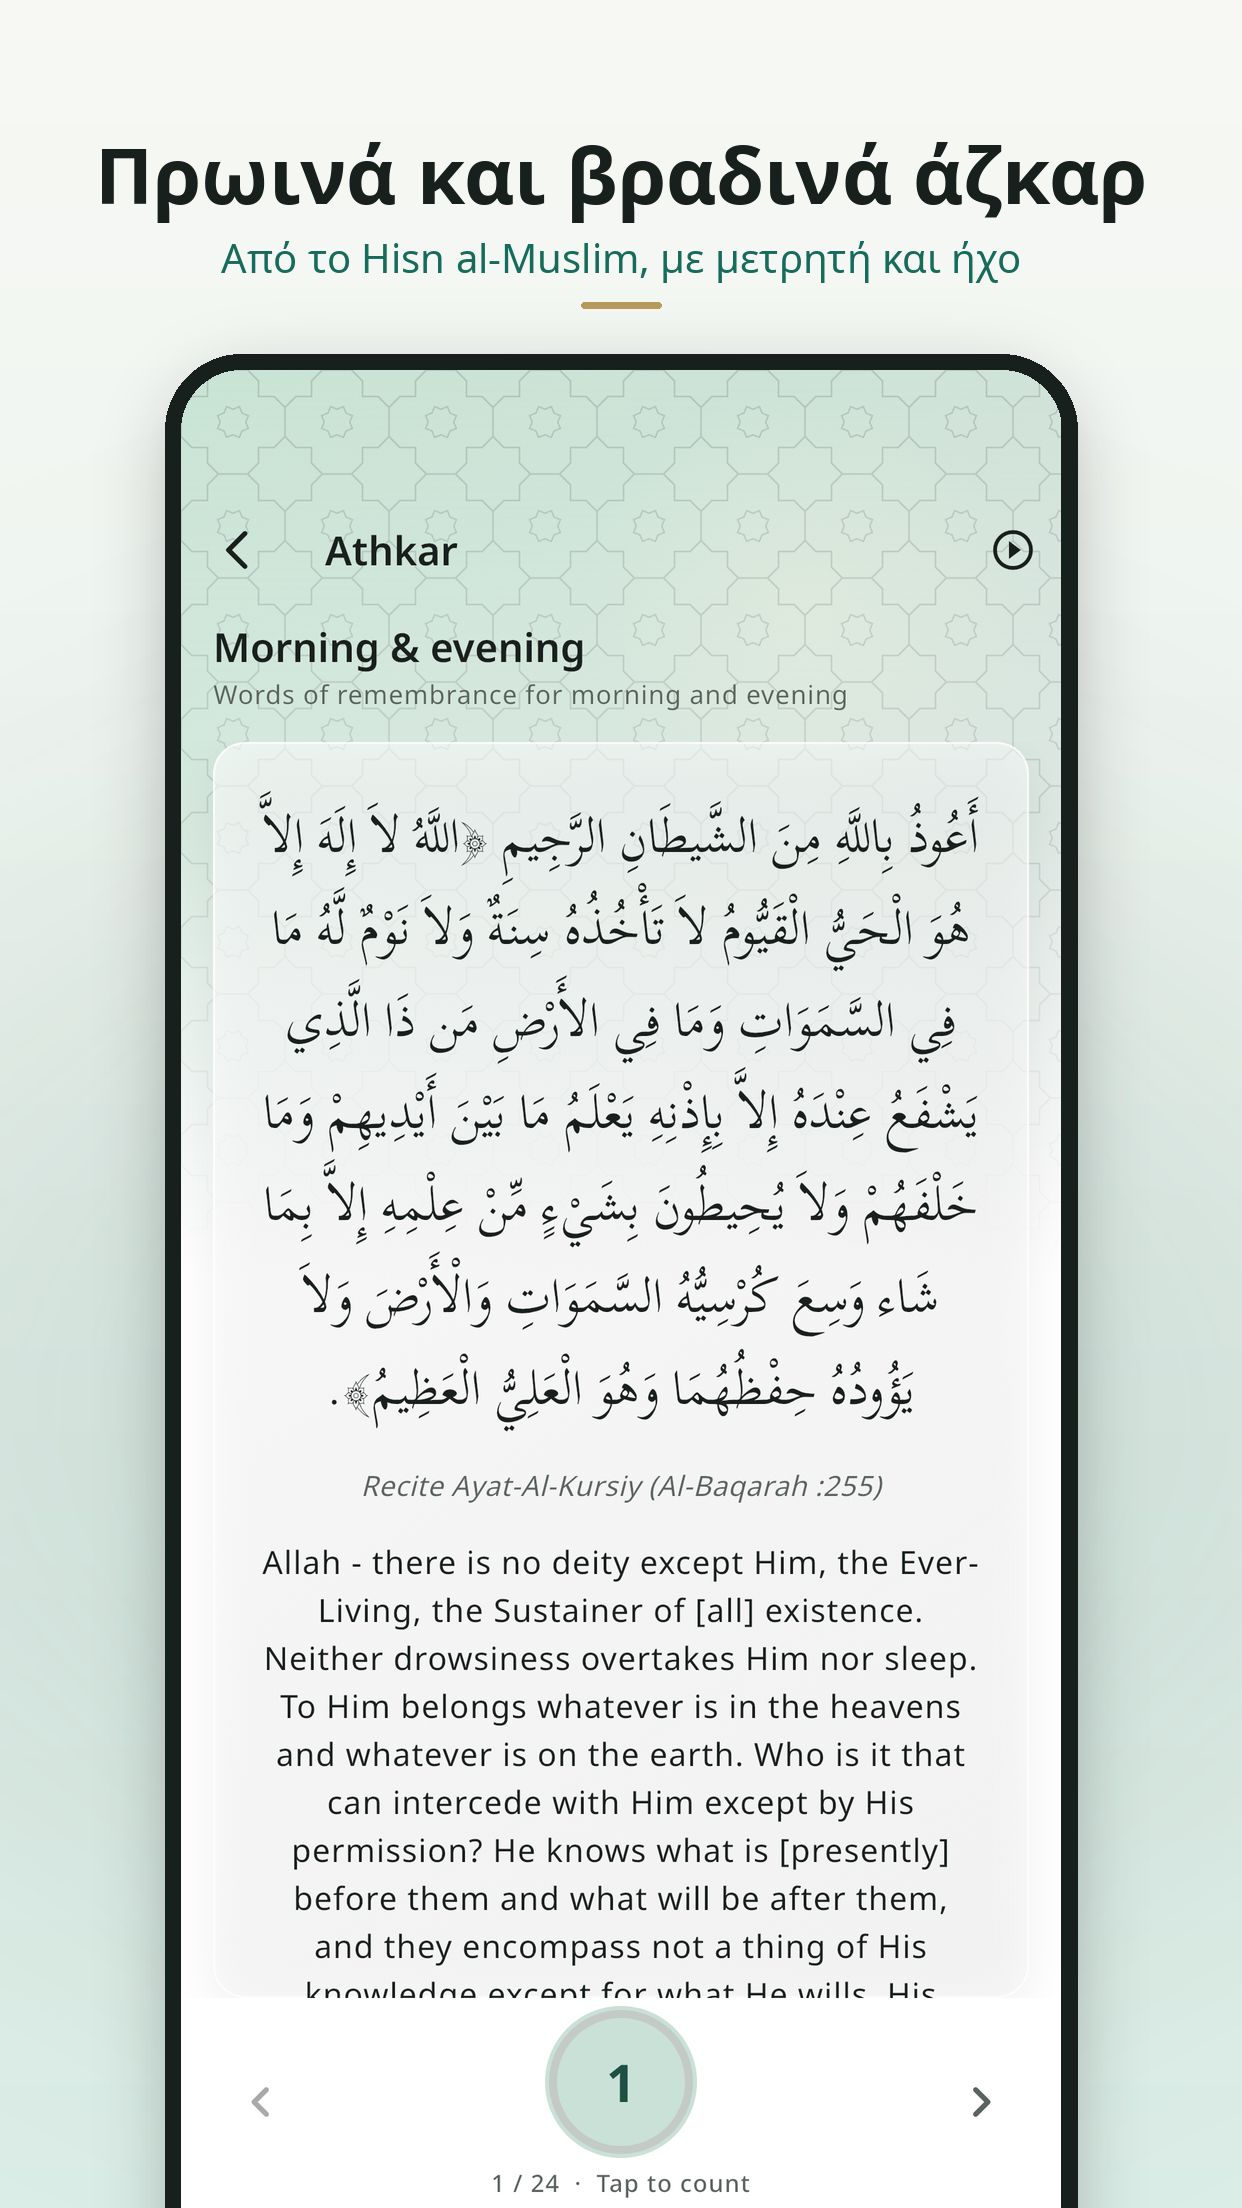 Πρωινά και βραδινά άζκαρ
Από το Hisn al-Muslim, με μετρητή και ήχο
Athkar
Morning & evening
Words of remembrance for morning and evening
أَعُوذُ بِاللَّهِ مِنَ الشَّيطَانِ الرَّجِيمِ ﴿اللَّهُ لاَ إِلَهَ إِلاَّ
هُوَ الْحَيُّ الْقَيُّومُ لاَ تَأْخُذُهُ سِنَةٌ وَلاَ نَوْمٌ لَّهُ مَا
فِي السَّمَوَاتِ وَمَا فِي الأَرْضِ مَن ذَا الَّذِي
يَشْفَعُ عِنْدَهُ إِلاَّ بِإِذْنِهِ يَعْلَمُ مَا بَيْنَ أَيْدِيهِمْ وَمَا
خَلْفَهُمْ وَلاَ يُحِيطُونَ بِشَيْءٍ مِّنْ عِلْمِهِ إِلاَّ بِمَا
شَاء وَسِعَ كُرْسِيُّهُ السَّمَوَاتِ وَالْأَرْضَ وَلاَ
يَؤُودُهُ حِفْظُهُمَا وَهُوَ الْعَلِيُّ الْعَظِيمُ﴾.
Recite Ayat-Al-Kursiy (Al-Baqarah :255)
Allah - there is no deity except Him, the Ever-
Living, the Sustainer of [all] existence.
Neither drowsiness overtakes Him nor sleep.
To Him belongs whatever is in the heavens
and whatever is on the earth. Who is it that
can intercede with Him except by His
permission? He knows what is [presently]
before them and what will be after them,
and they encompass not a thing of His
knowledge except for what He wills. His
1
1 / 24 · Tap to count